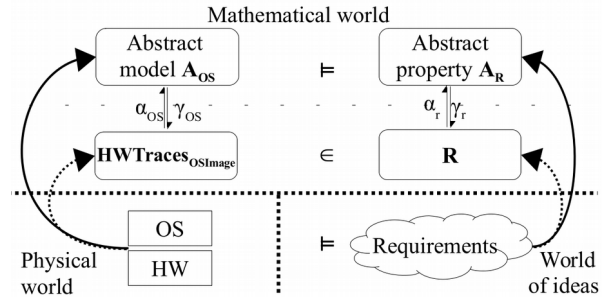 Mathematical world
Abstract model A_OS
⊨
Abstract property A_R
α_OS γ_OS
α_r γ_r
HWTraces_OSImage
∈
R
OS
HW
Physical world
⊨
Requirements
World of ideas